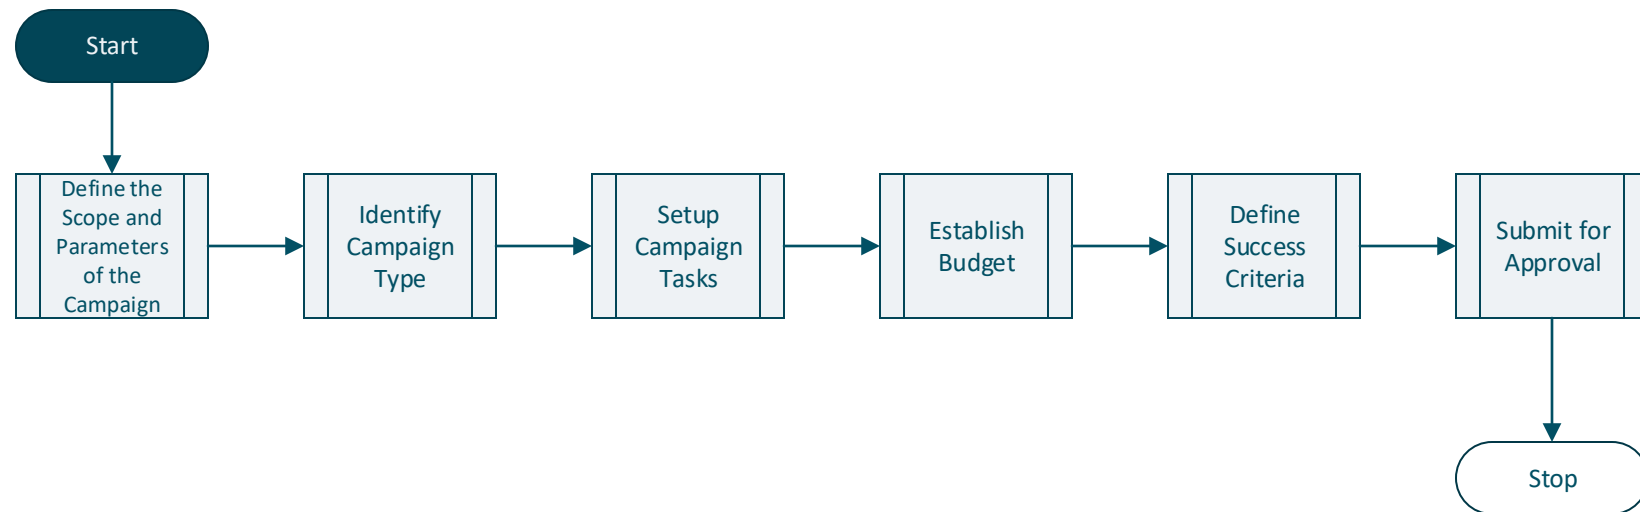 Start
Define the
Scope and
Parameters
of the
Campaign
Identify
Campaign
Type
Setup
Campaign
Tasks
Establish
Budget
Define
Success
Criteria
Submit for
Approval
Stop